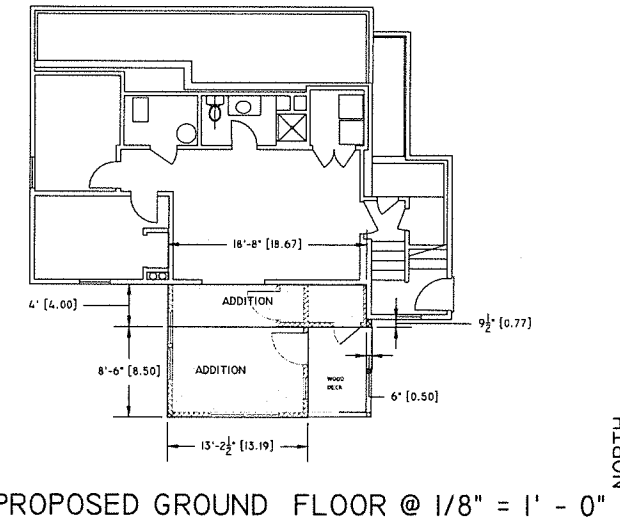 18'-8" [18.67]
4' [4.00]
ADDITION
9½" [0.77]
8'-6" [8.50]
ADDITION
WOOD
DECK
6" [0.50]
13'-2½" [13.19]
NORTH
PROPOSED GROUND FLOOR @ 1/8" = 1' - 0"